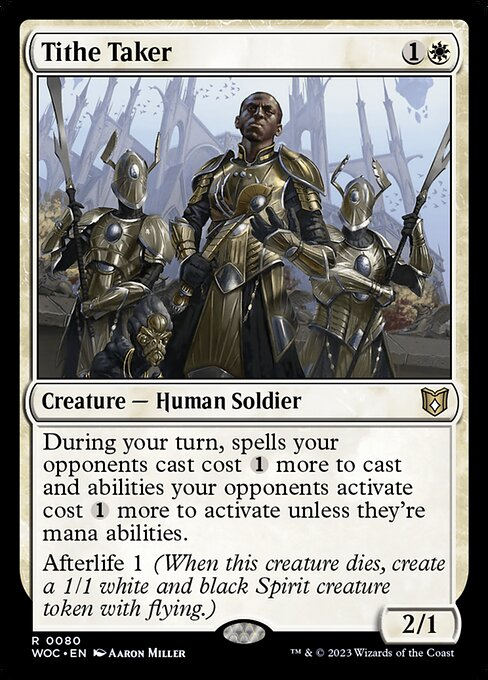 Tithe Taker 1
Creature — Human Soldier
During your turn, spells your
opponents cast cost 1 more to cast
and abilities your opponents activate
cost 1 more to activate unless they're
mana abilities.
Afterlife 1 (When this creature dies, create
a 1/1 white and black Spirit creature
token with flying.)
2/1
R 0080
WOC • EN Aaron Miller
™ & © 2023 Wizards of the Coast